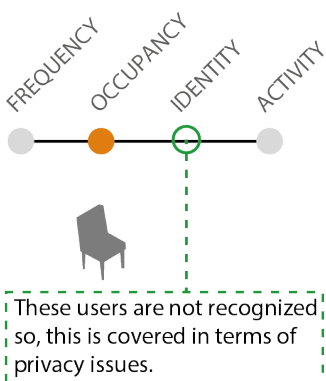 FREQUENCY
OCCUPANCY
IDENTITY
ACTIVITY
These users are not recognized
so, this is covered in terms of
privacy issues.